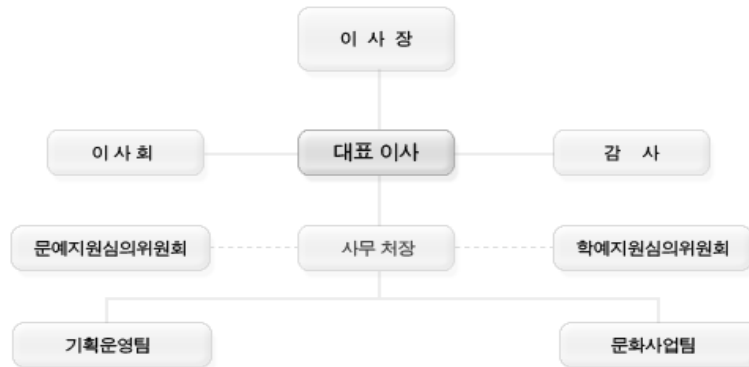 이 사 장
이 사 회
대표 이사
감 사
문예지원심의위원회
사무 처장
학예지원심의위원회
기획운영팀
문화사업팀